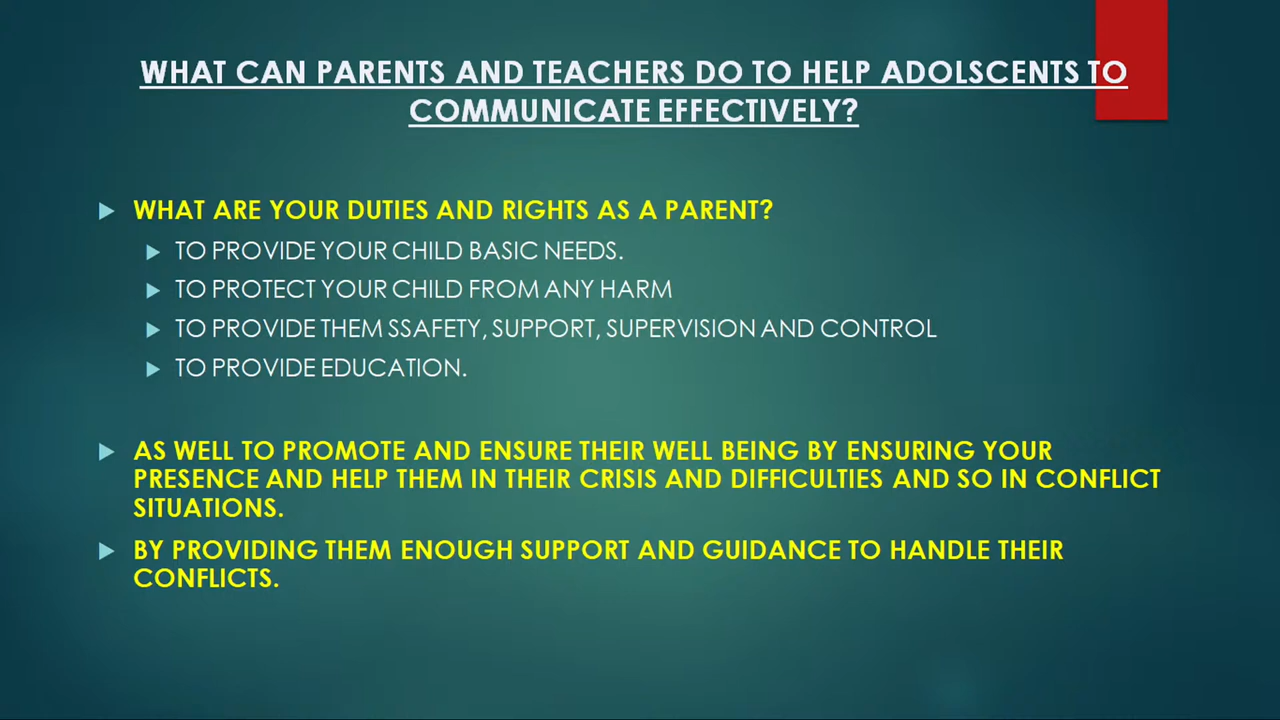 WHAT CAN PARENTS AND TEACHERS DO TO HELP ADOLSCENTS TO
COMMUNICATE EFFECTIVELY?
WHAT ARE YOUR DUTIES AND RIGHTS AS A PARENT?
TO PROVIDE YOUR CHILD BASIC NEEDS.
TO PROTECT YOUR CHILD FROM ANY HARM
TO PROVIDE THEM SSAFETY, SUPPORT, SUPERVISION AND CONTROL
TO PROVIDE EDUCATION.
AS WELL TO PROMOTE AND ENSURE THEIR WELL BEING BY ENSURING YOUR
PRESENCE AND HELP THEM IN THEIR CRISIS AND DIFFICULTIES AND SO IN CONFLICT
SITUATIONS.
BY PROVIDING THEM ENOUGH SUPPORT AND GUIDANCE TO HANDLE THEIR
CONFLICTS.